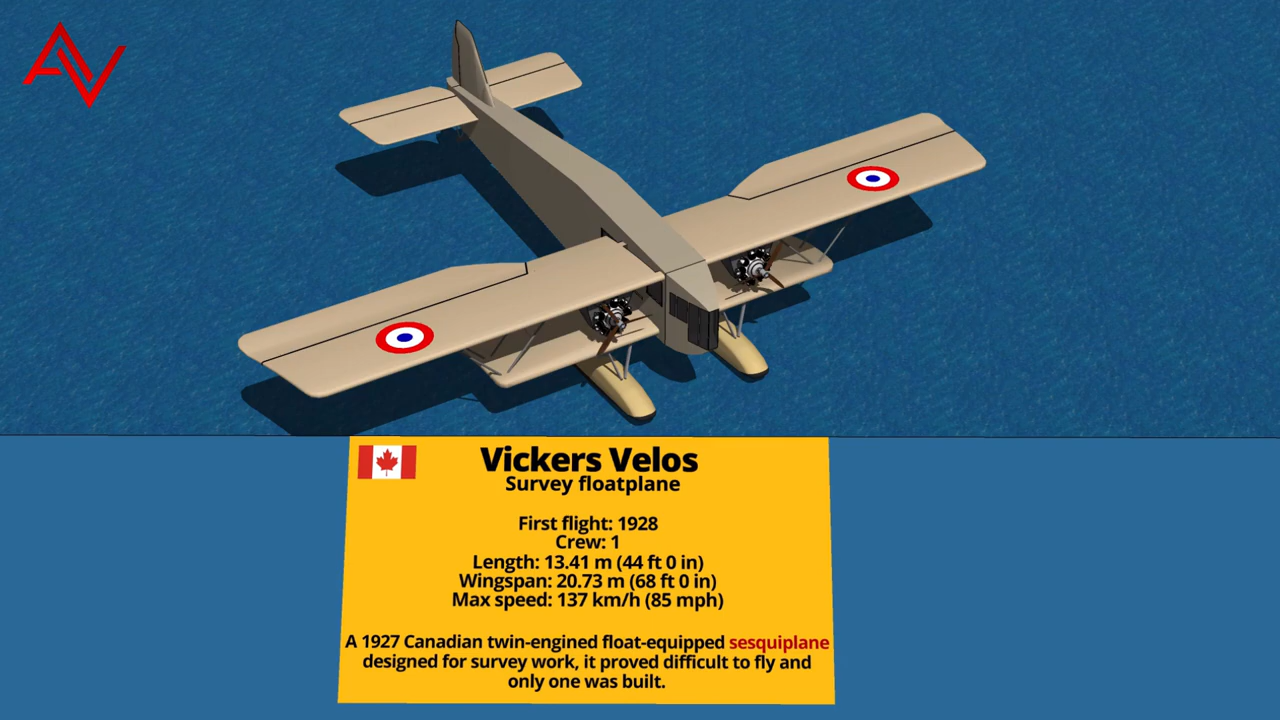 Vickers Velos
Survey floatplane
First flight: 1928
Crew: 1
Length: 13.41 m (44 ft 0 in)
Wingspan: 20.73 m (68 ft 0 in)
Max speed: 137 km/h (85 mph)
A 1927 Canadian twin-engined float-equipped sesquiplane
designed for survey work, it proved difficult to fly and
only one was built.